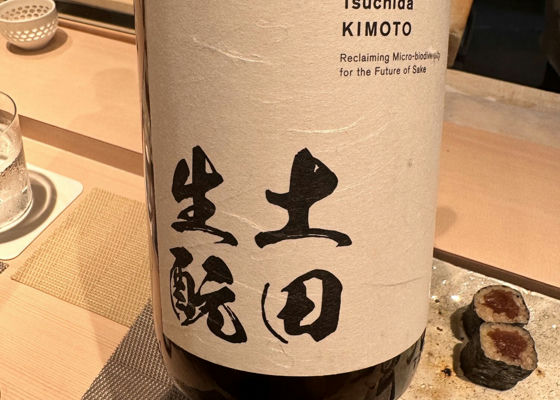 Tsuchida
KIMOTO
Reclaiming Micro-biodiversity
for the Future of Sake
土田
生酛